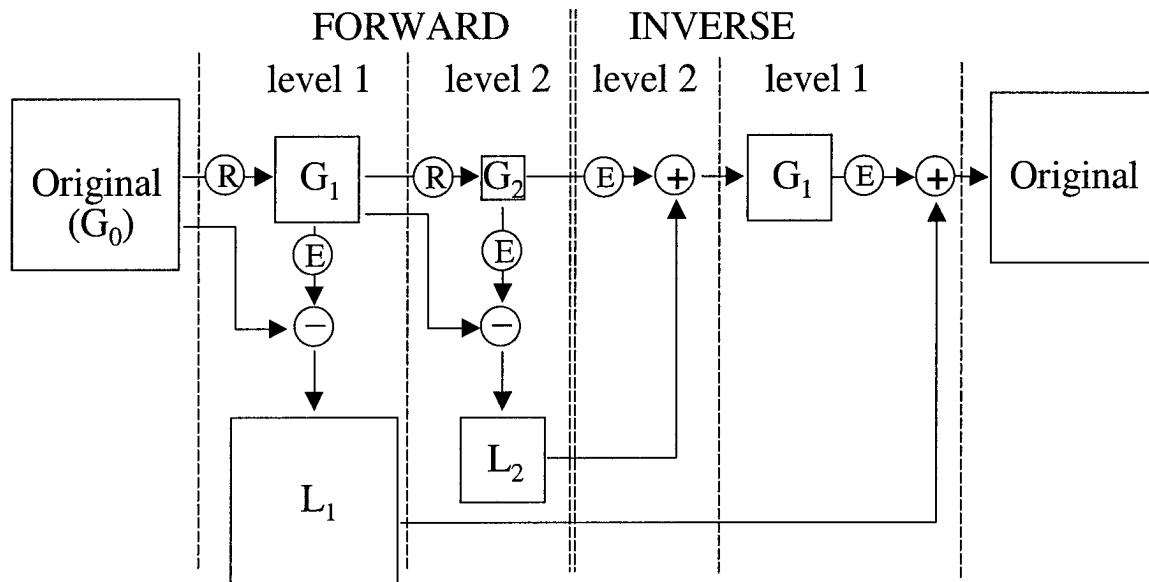 FORWARD INVERSE
level 1 level 2 level 2 level 1
Original
(G₀)
R
G₁
R
G₂
E
+
G₁
E
+
Original
E
E
−
−
L₁
L₂